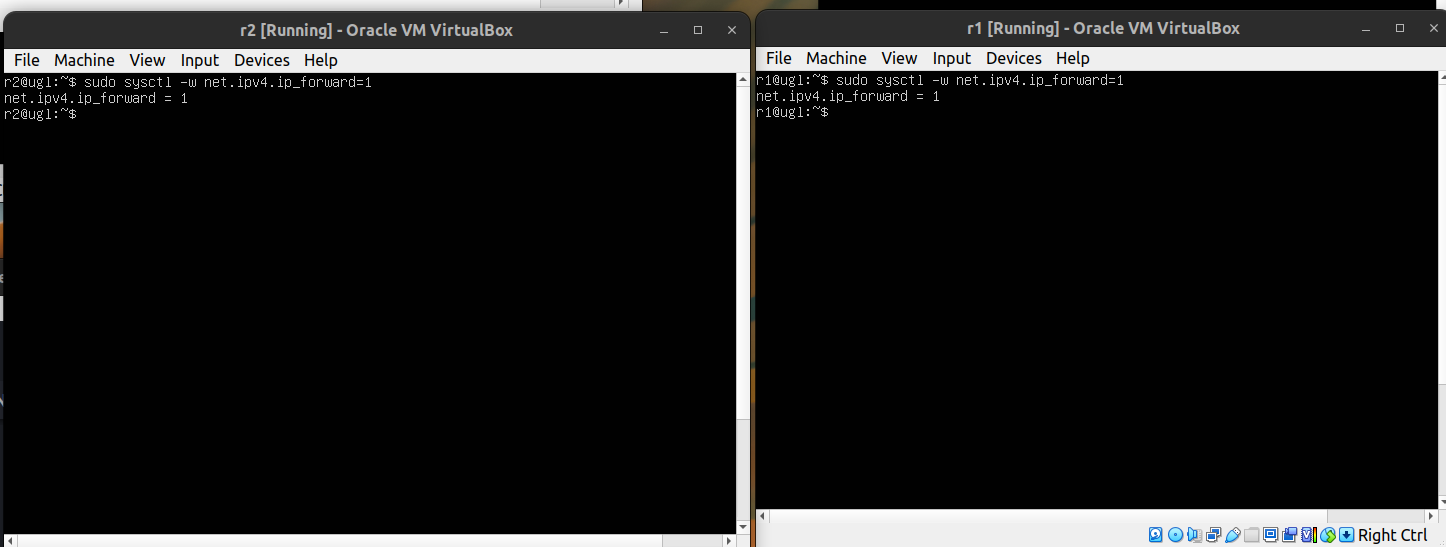 r2 [Running] - Oracle VM VirtualBox
File Machine View Input Devices Help
r2@ugl:~$ sudo sysctl -w net.ipv4.ip_forward=1
net.ipv4.ip_forward = 1
r2@ugl:~$
r1 [Running] - Oracle VM VirtualBox
File Machine View Input Devices Help
r1@ugl:~$ sudo sysctl -w net.ipv4.ip_forward=1
net.ipv4.ip_forward = 1
r1@ugl:~$
Right Ctrl